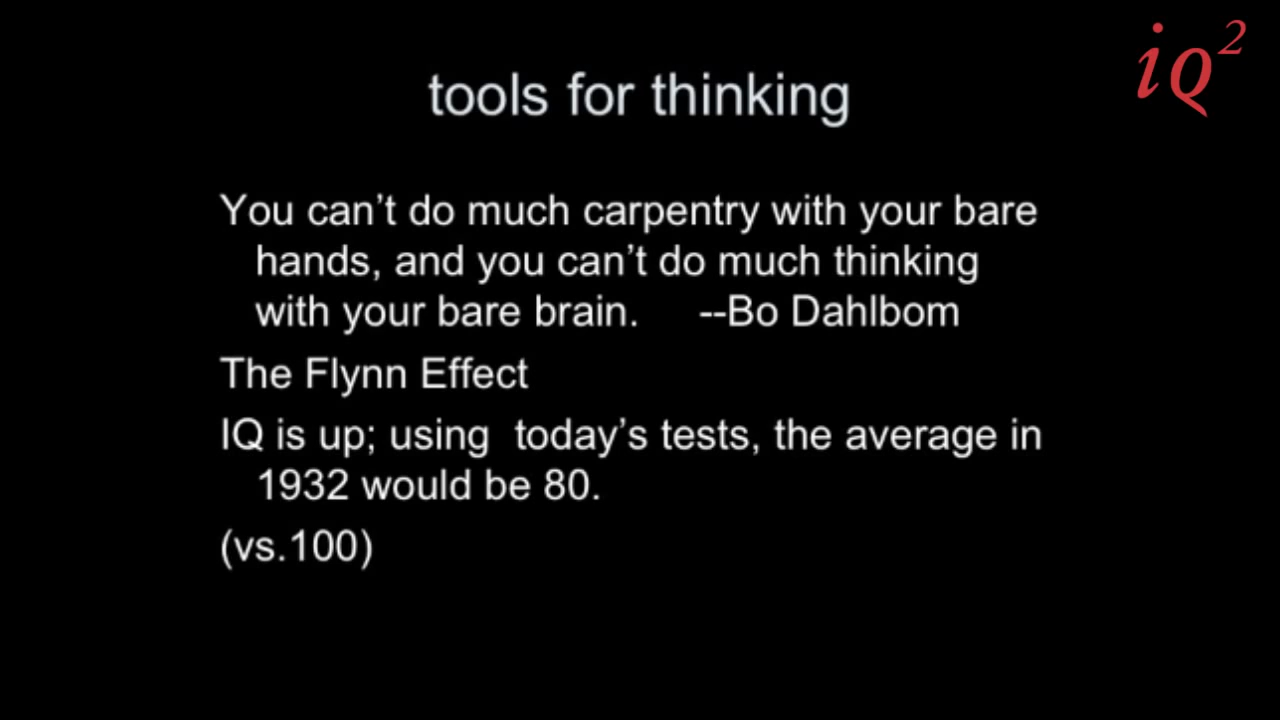 iq2
tools for thinking
You can't do much carpentry with your bare
hands, and you can't do much thinking
with your bare brain. --Bo Dahlbom
The Flynn Effect
IQ is up; using today's tests, the average in
1932 would be 80.
(vs.100)